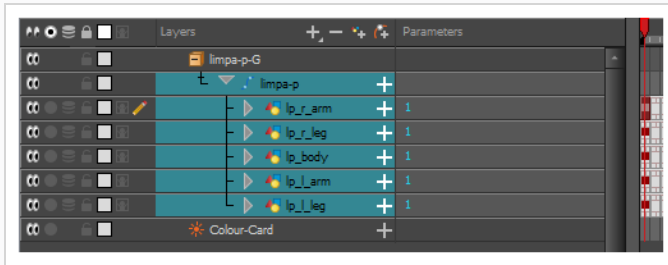 Layers Parameters
limpa-p-G
limpa-p
lp_r_arm 1
lp_r_leg 1
lp_body 1
lp_l_arm 1
lp_l_leg 1
Colour-Card